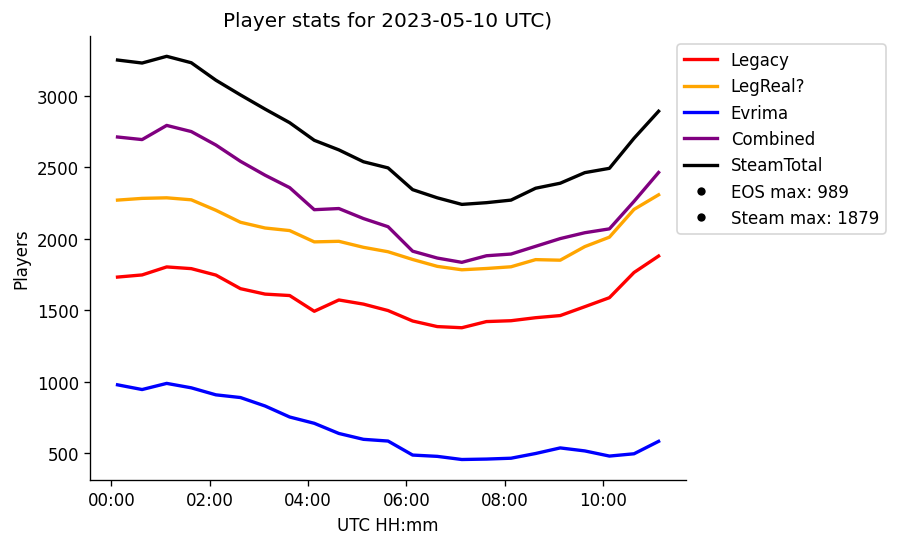 Player stats for 2023-05-10 UTC)
Legacy
LegReal?
Evrima
Combined
SteamTotal
EOS max: 989
Steam max: 1879
Players
3000
2500
2000
1500
1000
500
00:00 02:00 04:00 06:00 08:00 10:00
UTC HH:mm